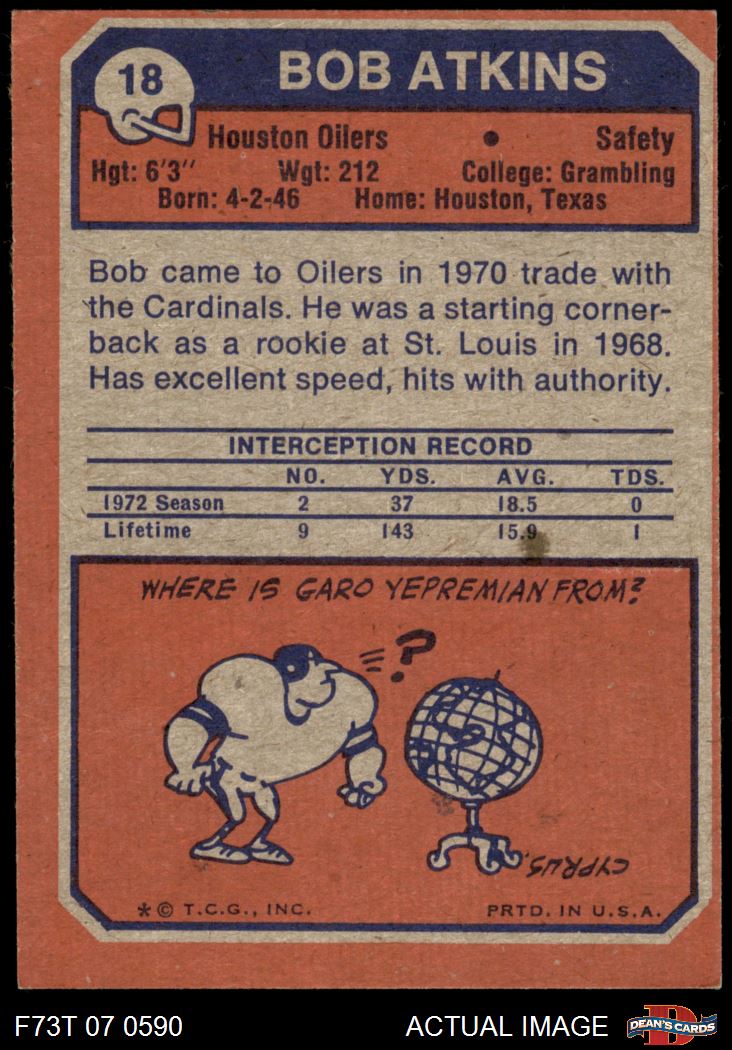 18
BOB ATKINS
Houston Oilers • Safety
Hgt: 6'3" Wgt: 212 College: Grambling
Born: 4-2-46 Home: Houston, Texas
Bob came to Oilers in 1970 trade with
the Cardinals. He was a starting corner-
back as a rookie at St. Louis in 1968.
Has excellent speed, hits with authority.
INTERCEPTION RECORD
NO. YDS. AVG. TDS.
1972 Season 2 37 18.5 0
Lifetime 9 143 15.9 1
WHERE IS GARO YEPREMIAN FROM?
?
CYPRUS.
* © T.C.G., INC. PRTD. IN U.S.A.
F73T 07 0590 ACTUAL IMAGE
D
DEAN'S CARDS